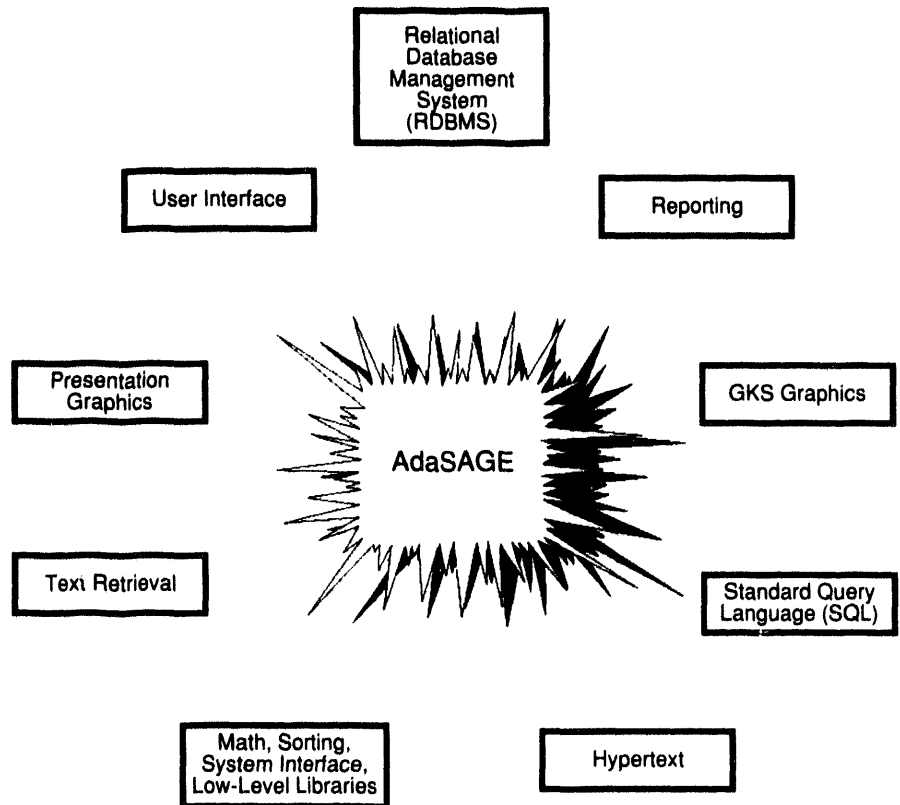 Relational
Database
Management
System
(RDBMS)
User Interface
Reporting
Presentation
Graphics
GKS Graphics
AdaSAGE
Text Retrieval
Standard Query
Language (SQL)
Math, Sorting,
System Interface,
Low-Level Libraries
Hypertext